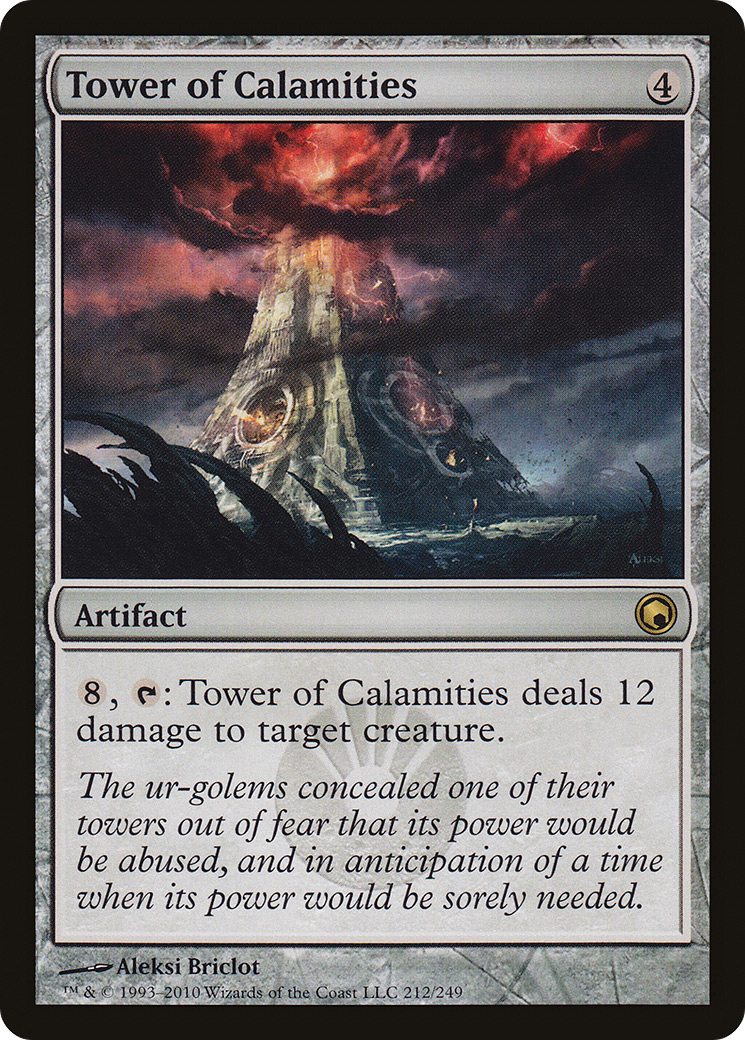 Tower of Calamities 4
ALEKSI
Artifact
8, : Tower of Calamities deals 12
damage to target creature.
The ur-golems concealed one of their
towers out of fear that its power would
be abused, and in anticipation of a time
when its power would be sorely needed.
Aleksi Briclot
™ & © 1993–2010 Wizards of the Coast LLC 212/249